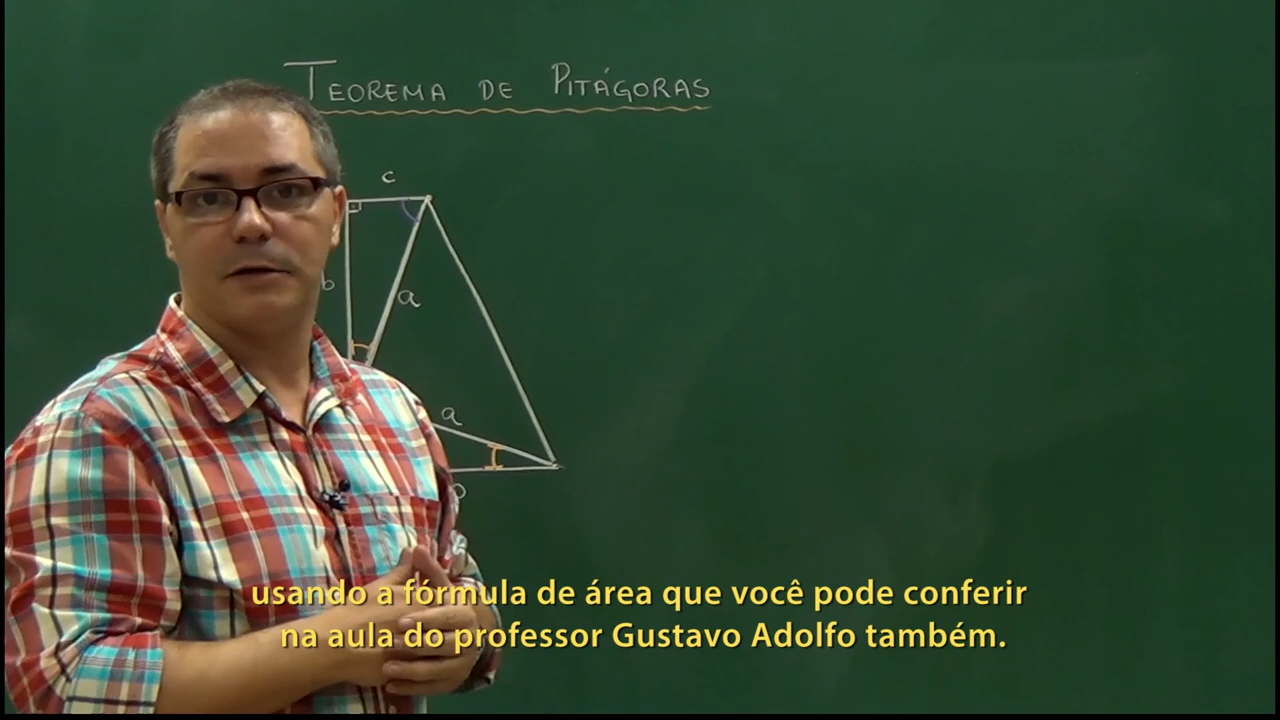 TEOREMA DE PITÁGORAS
c
b
a
a
usando a fórmula de área que você pode conferir
na aula do professor Gustavo Adolfo também.